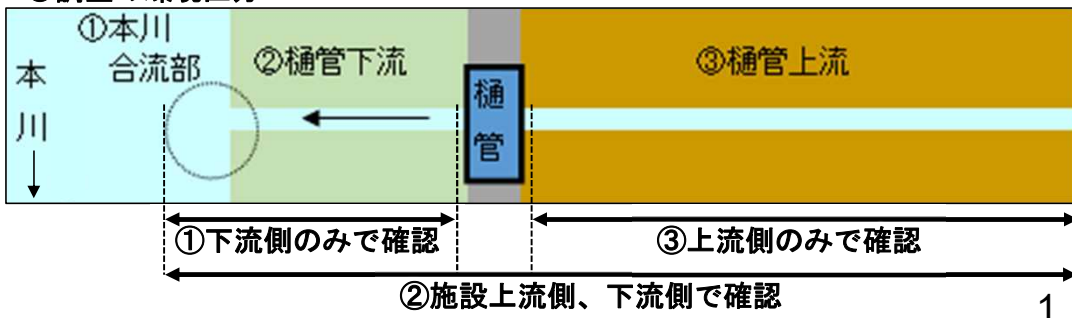 ①本川
合流部
②樋管下流
③樋管上流
本川
樋管
①下流側のみで確認
③上流側のみで確認
②施設上流側、下流側で確認
1